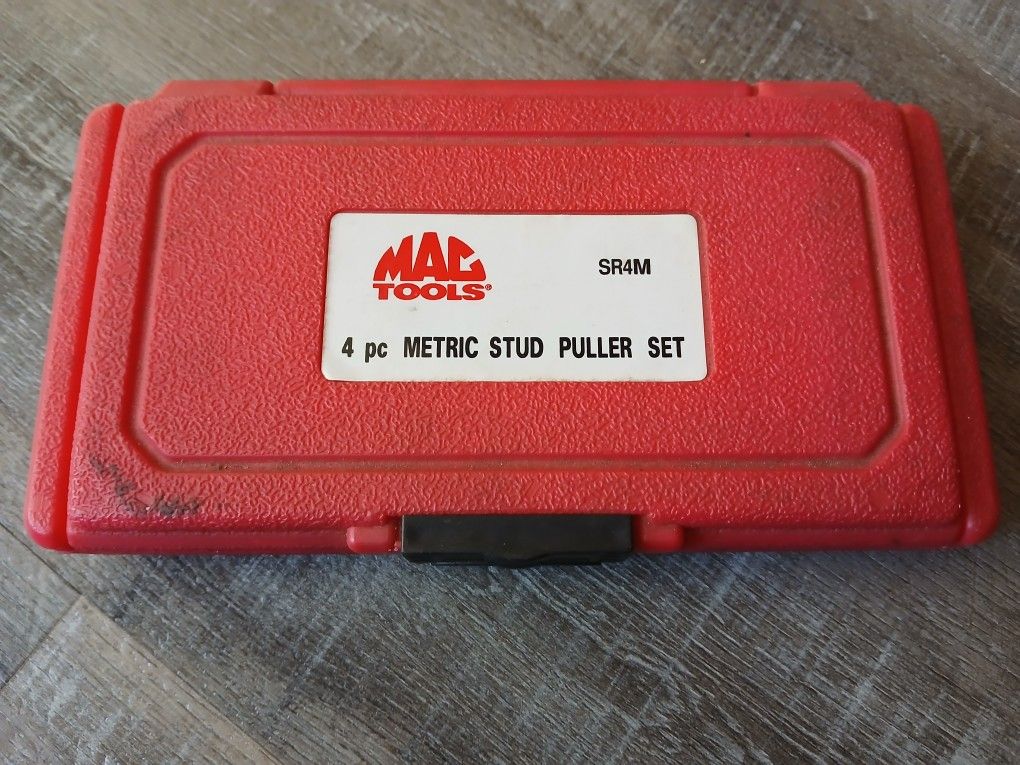 MAC
TOOLS®
SR4M
4 pc METRIC STUD PULLER SET